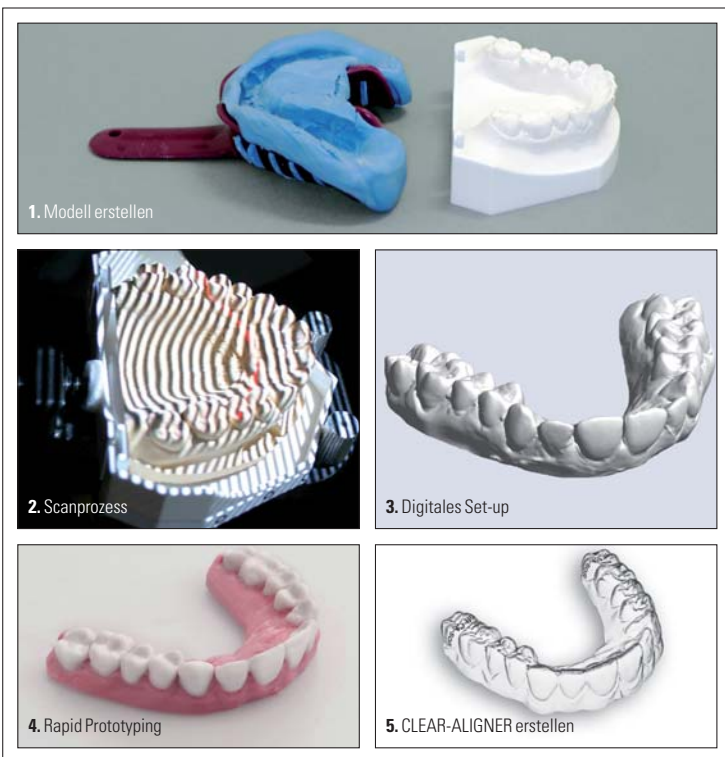 1. Modell erstellen
2. Scanprozess
3. Digitales Set-up
4. Rapid Prototyping
5. CLEAR-ALIGNER erstellen